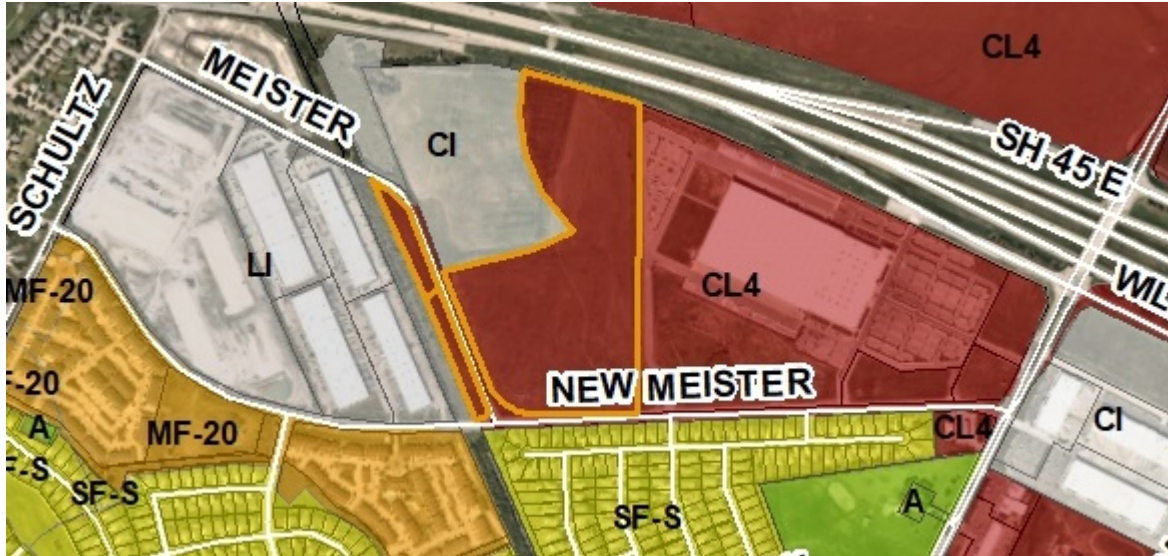 CL4
MEISTER
SCHULTZ
CI
SH 45 E
LI
CL4
WIL
MF-20
NEW MEISTER
F-20
MF-20
A
CL4
CI
F-S
SF-S
SF-S
A